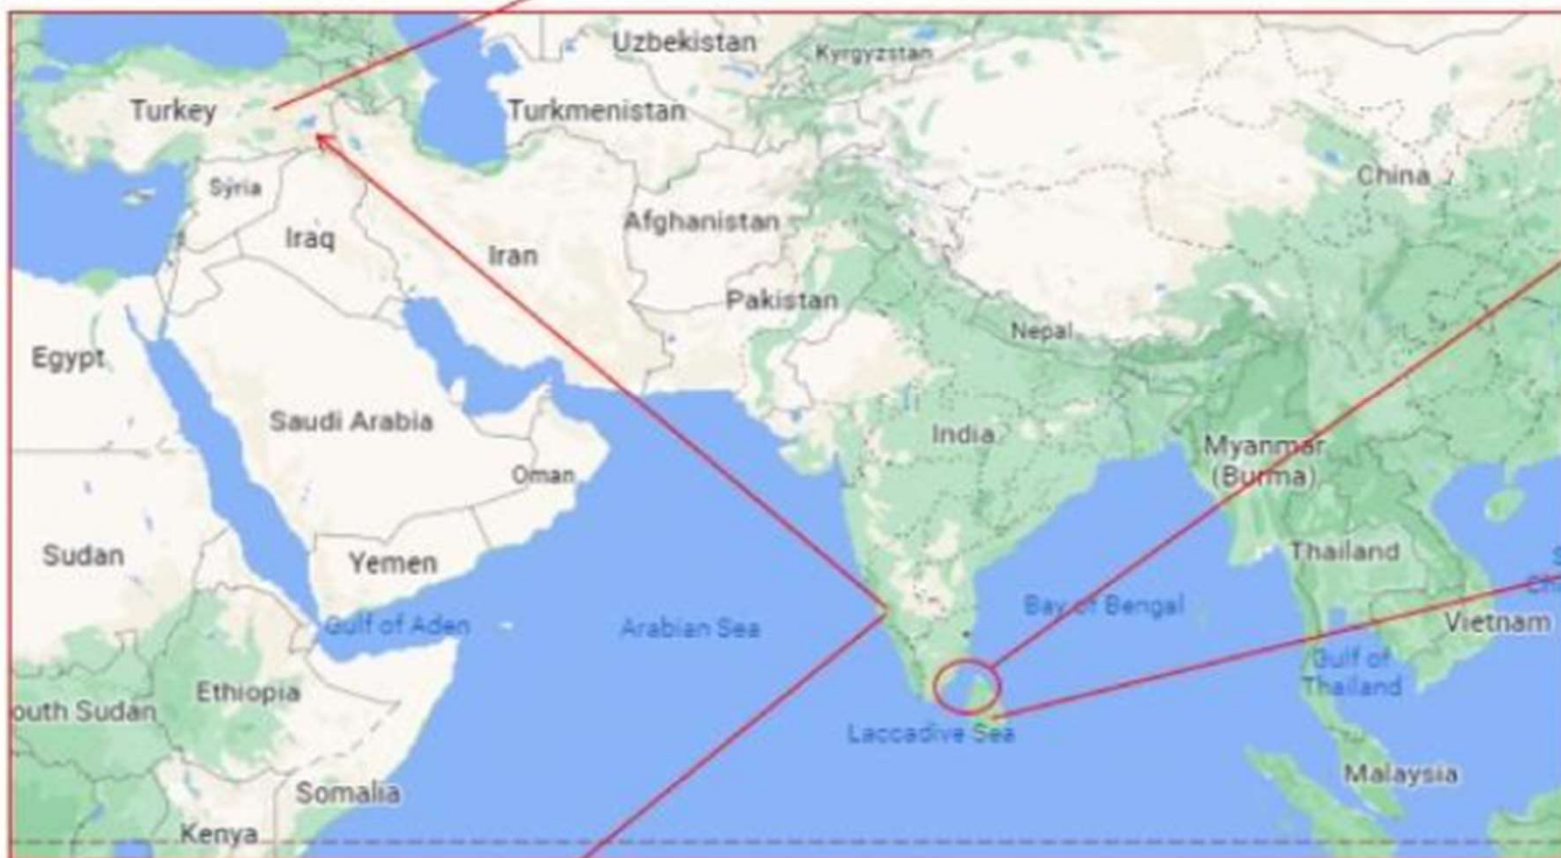 Uzbekistan
Kyrgyzstan
Turkey
Turkmenistan
China
Syria
Afghanistan
Iraq
Iran
Pakistan
Nepal
Egypt
Saudi Arabia
India
Myanmar
(Burma)
Oman
Sudan
Yemen
Thailand
Gulf of Aden
Arabian Sea
Bay of Bengal
Vietnam
Gulf of
Thailand
Ethiopia
outh Sudan
Laccadive Sea
Malaysia
Somalia
Kenya